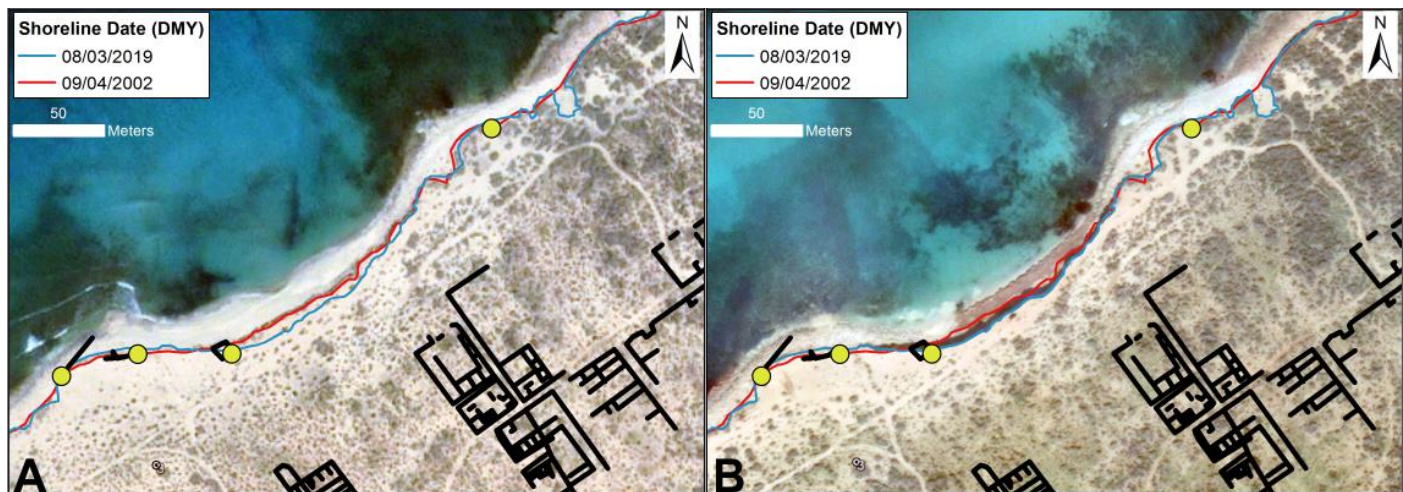 Shoreline Date (DMY)
08/03/2019
09/04/2002
50
Meters
N
A
Shoreline Date (DMY)
08/03/2019
09/04/2002
50
Meters
N
B